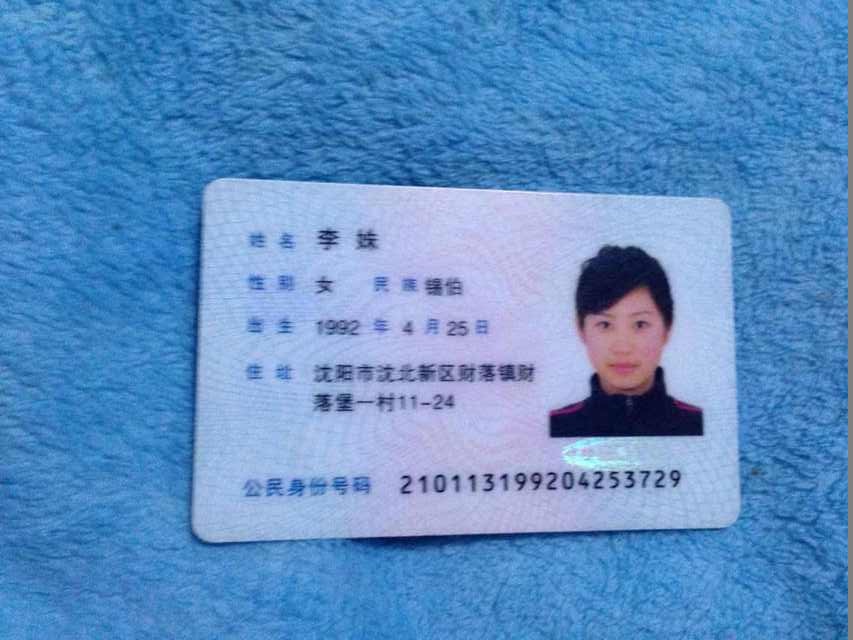 姓名 李姝
性别 女 民族 锡伯
出生 1992 年 4 月 25 日
住址 沈阳市沈北新区财落镇财
落堡一村11-24
公民身份号码 210113199204253729